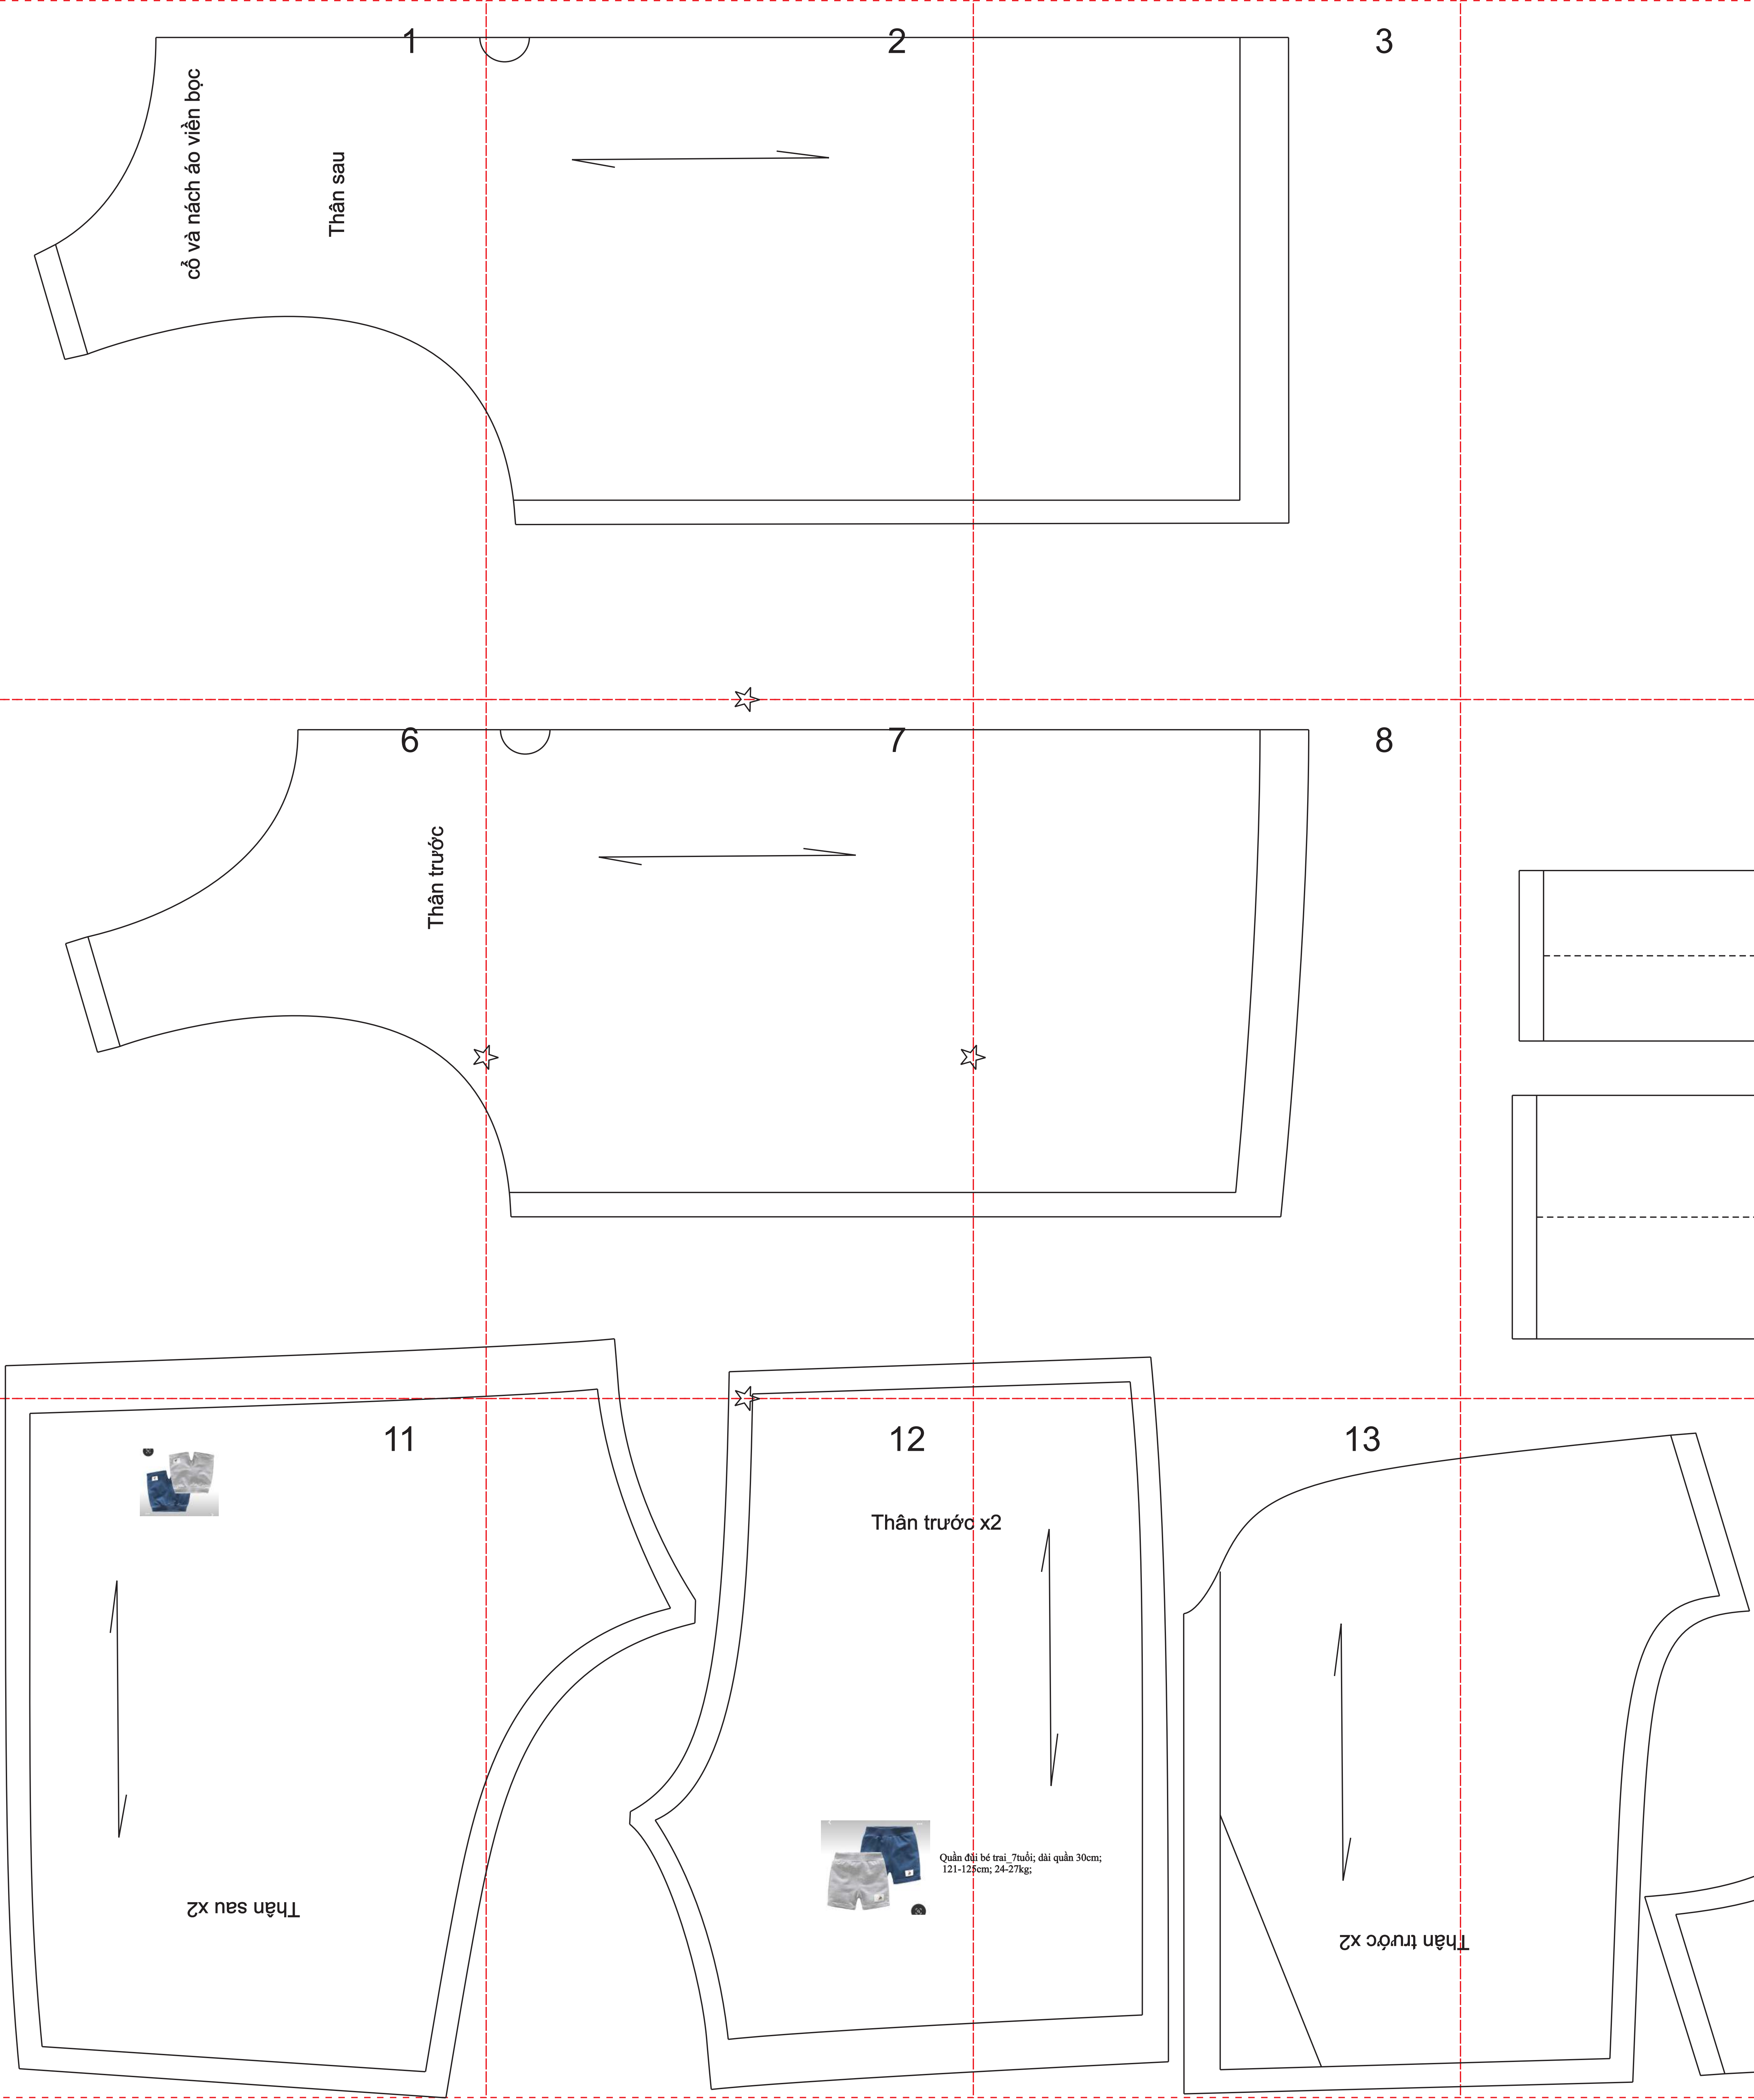 1
2
3
cổ và nách áo viền bọc
Thân sau
6
7
8
Thân trước
11
12
13
Thân trước x2
Quần đùi bé trai_7tuổi; dài quần 30cm;
121-125cm; 24-27kg;
Thân sau x2
Thân trước x2